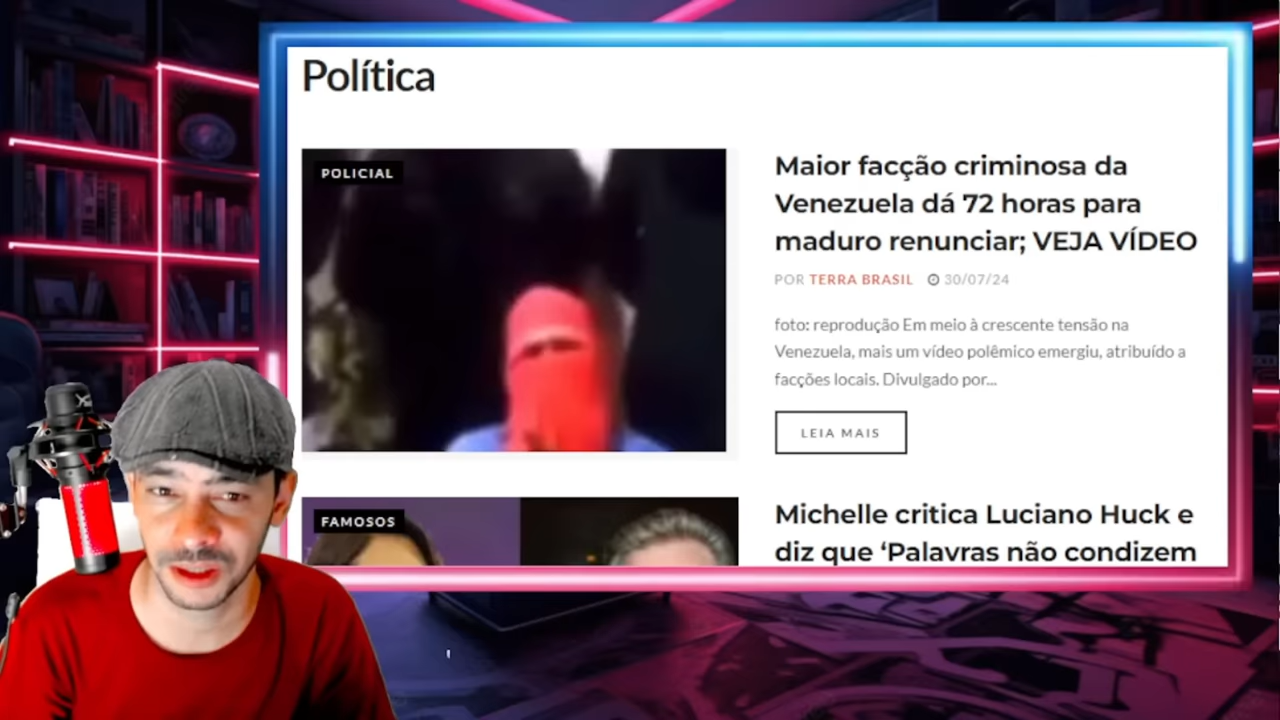 Política
POLICIAL
Maior facção criminosa da
Venezuela dá 72 horas para
maduro renunciar; VEJA VÍDEO
POR TERRA BRASIL 30/07/24
foto: reprodução Em meio à crescente tensão na
Venezuela, mais um vídeo polêmico emergiu, atribuído a
facções locais. Divulgado por...
LEIA MAIS
FAMOSOS
Michelle critica Luciano Huck e
diz que ‘Palavras não condizem